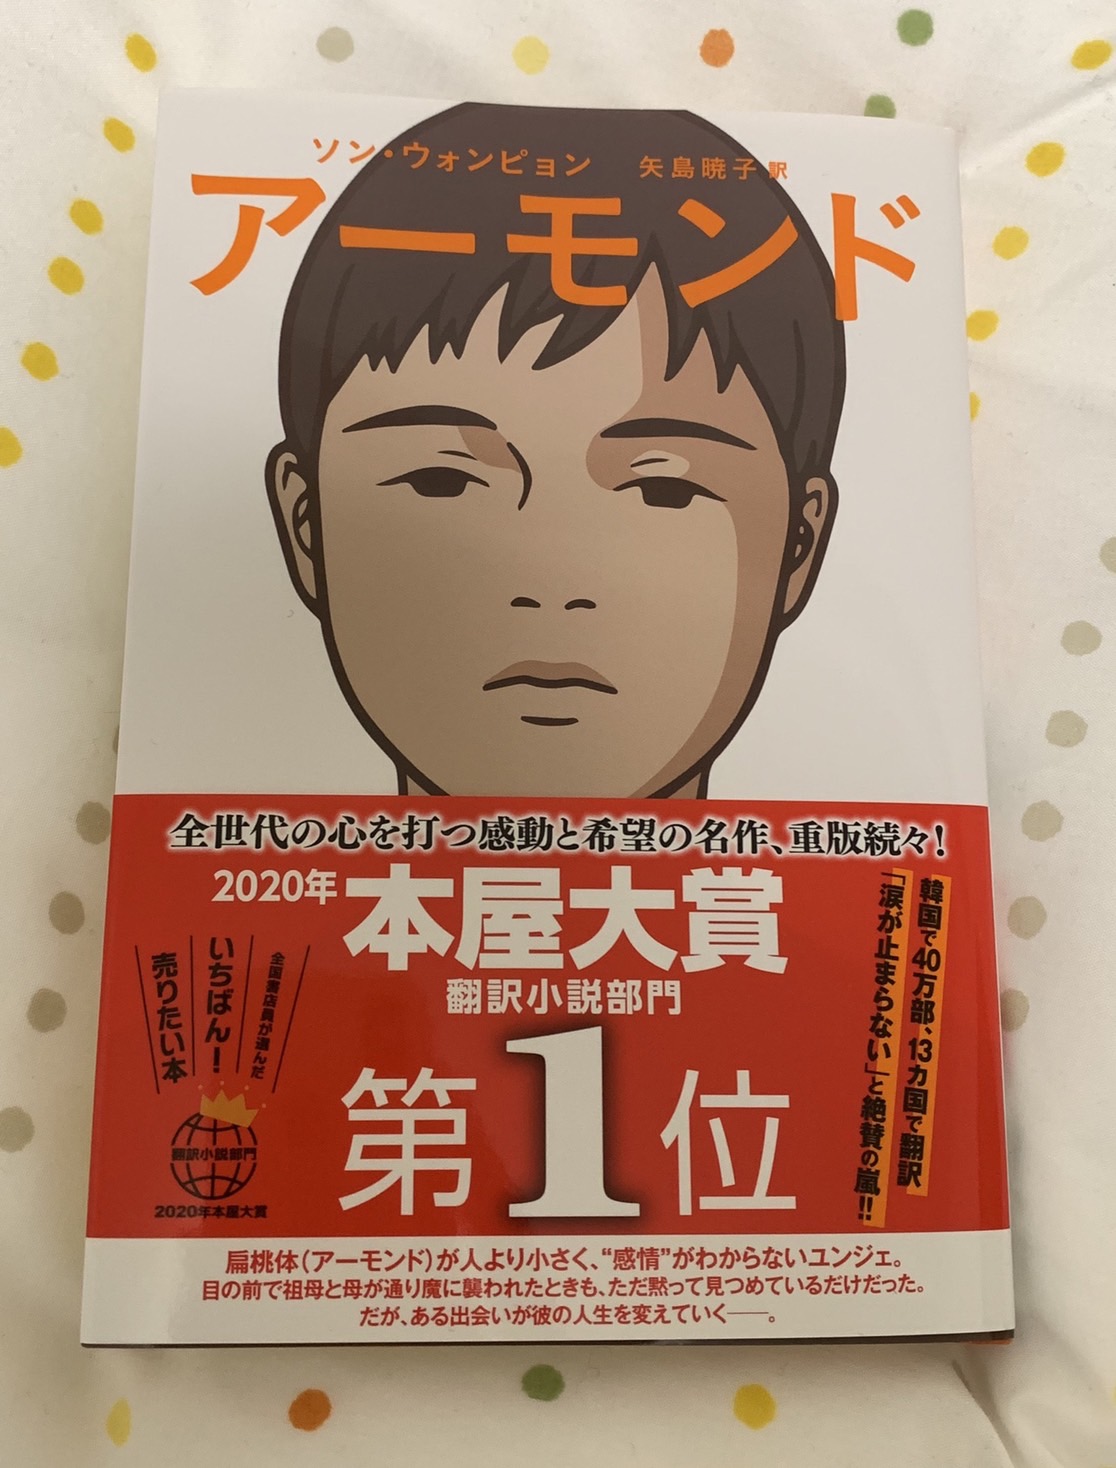 ソン・ウォンピョン 矢島暁子 訳
アーモンド
全世代の心を打つ感動と希望の名作、重版続々!
2020年 本屋大賞
翻訳小説部門
第1位
韓国で40万部、13カ国で翻訳
「涙が止まらない」と絶賛の嵐!!
全国書店員が選んだ
いちばん!
売りたい本
翻訳小説部門
2020年本屋大賞
扁桃体(アーモンド)が人より小さく、“感情”がわからないユンジェ。
目の前で祖母と母が通り魔に襲われたときも、ただ黙って見つめているだけだった。
だが、ある出会いが彼の人生を変えていく——。